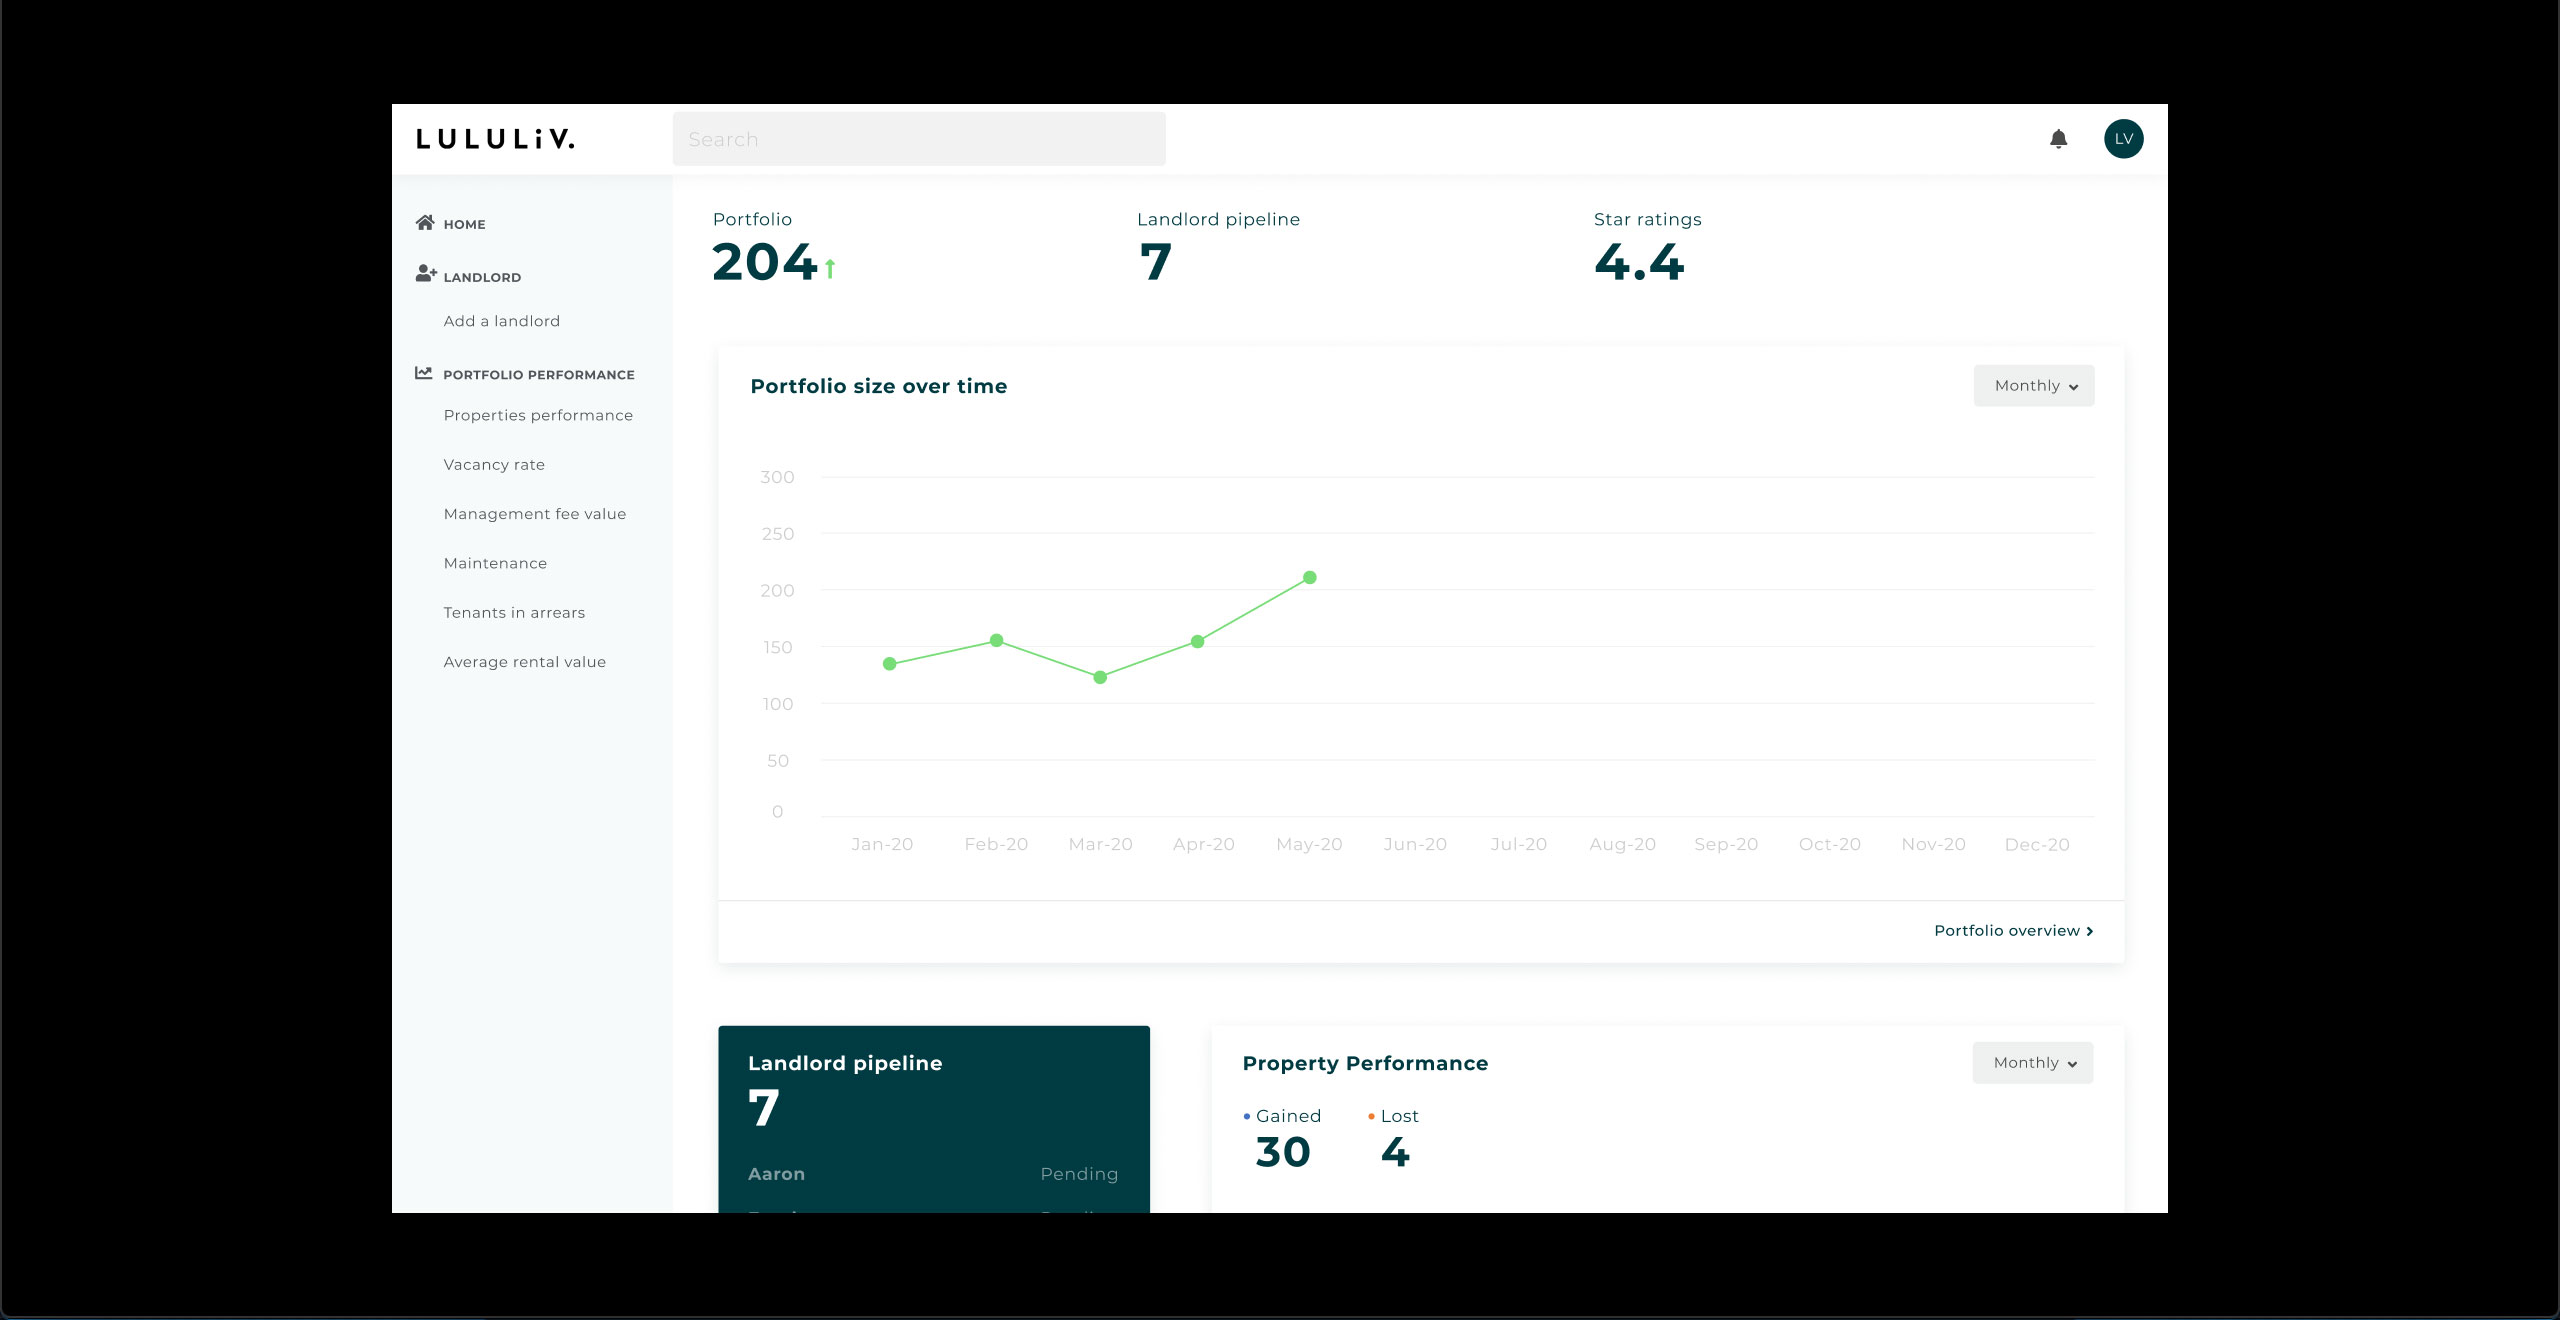 LULULiV.
Search
LV
HOME
LANDLORD
Add a landlord
PORTFOLIO PERFORMANCE
Properties performance
Vacancy rate
Management fee value
Maintenance
Tenants in arrears
Average rental value
Portfolio
204
Landlord pipeline
7
Star ratings
4.4
Portfolio size over time
Monthly
300
250
200
150
100
50
0
Jan-20 Feb-20 Mar-20 Apr-20 May-20 Jun-20 Jul-20 Aug-20 Sep-20 Oct-20 Nov-20 Dec-20
Portfolio overview
Landlord pipeline
7
Aaron Pending
Property Performance
Monthly
Gained
30
Lost
4